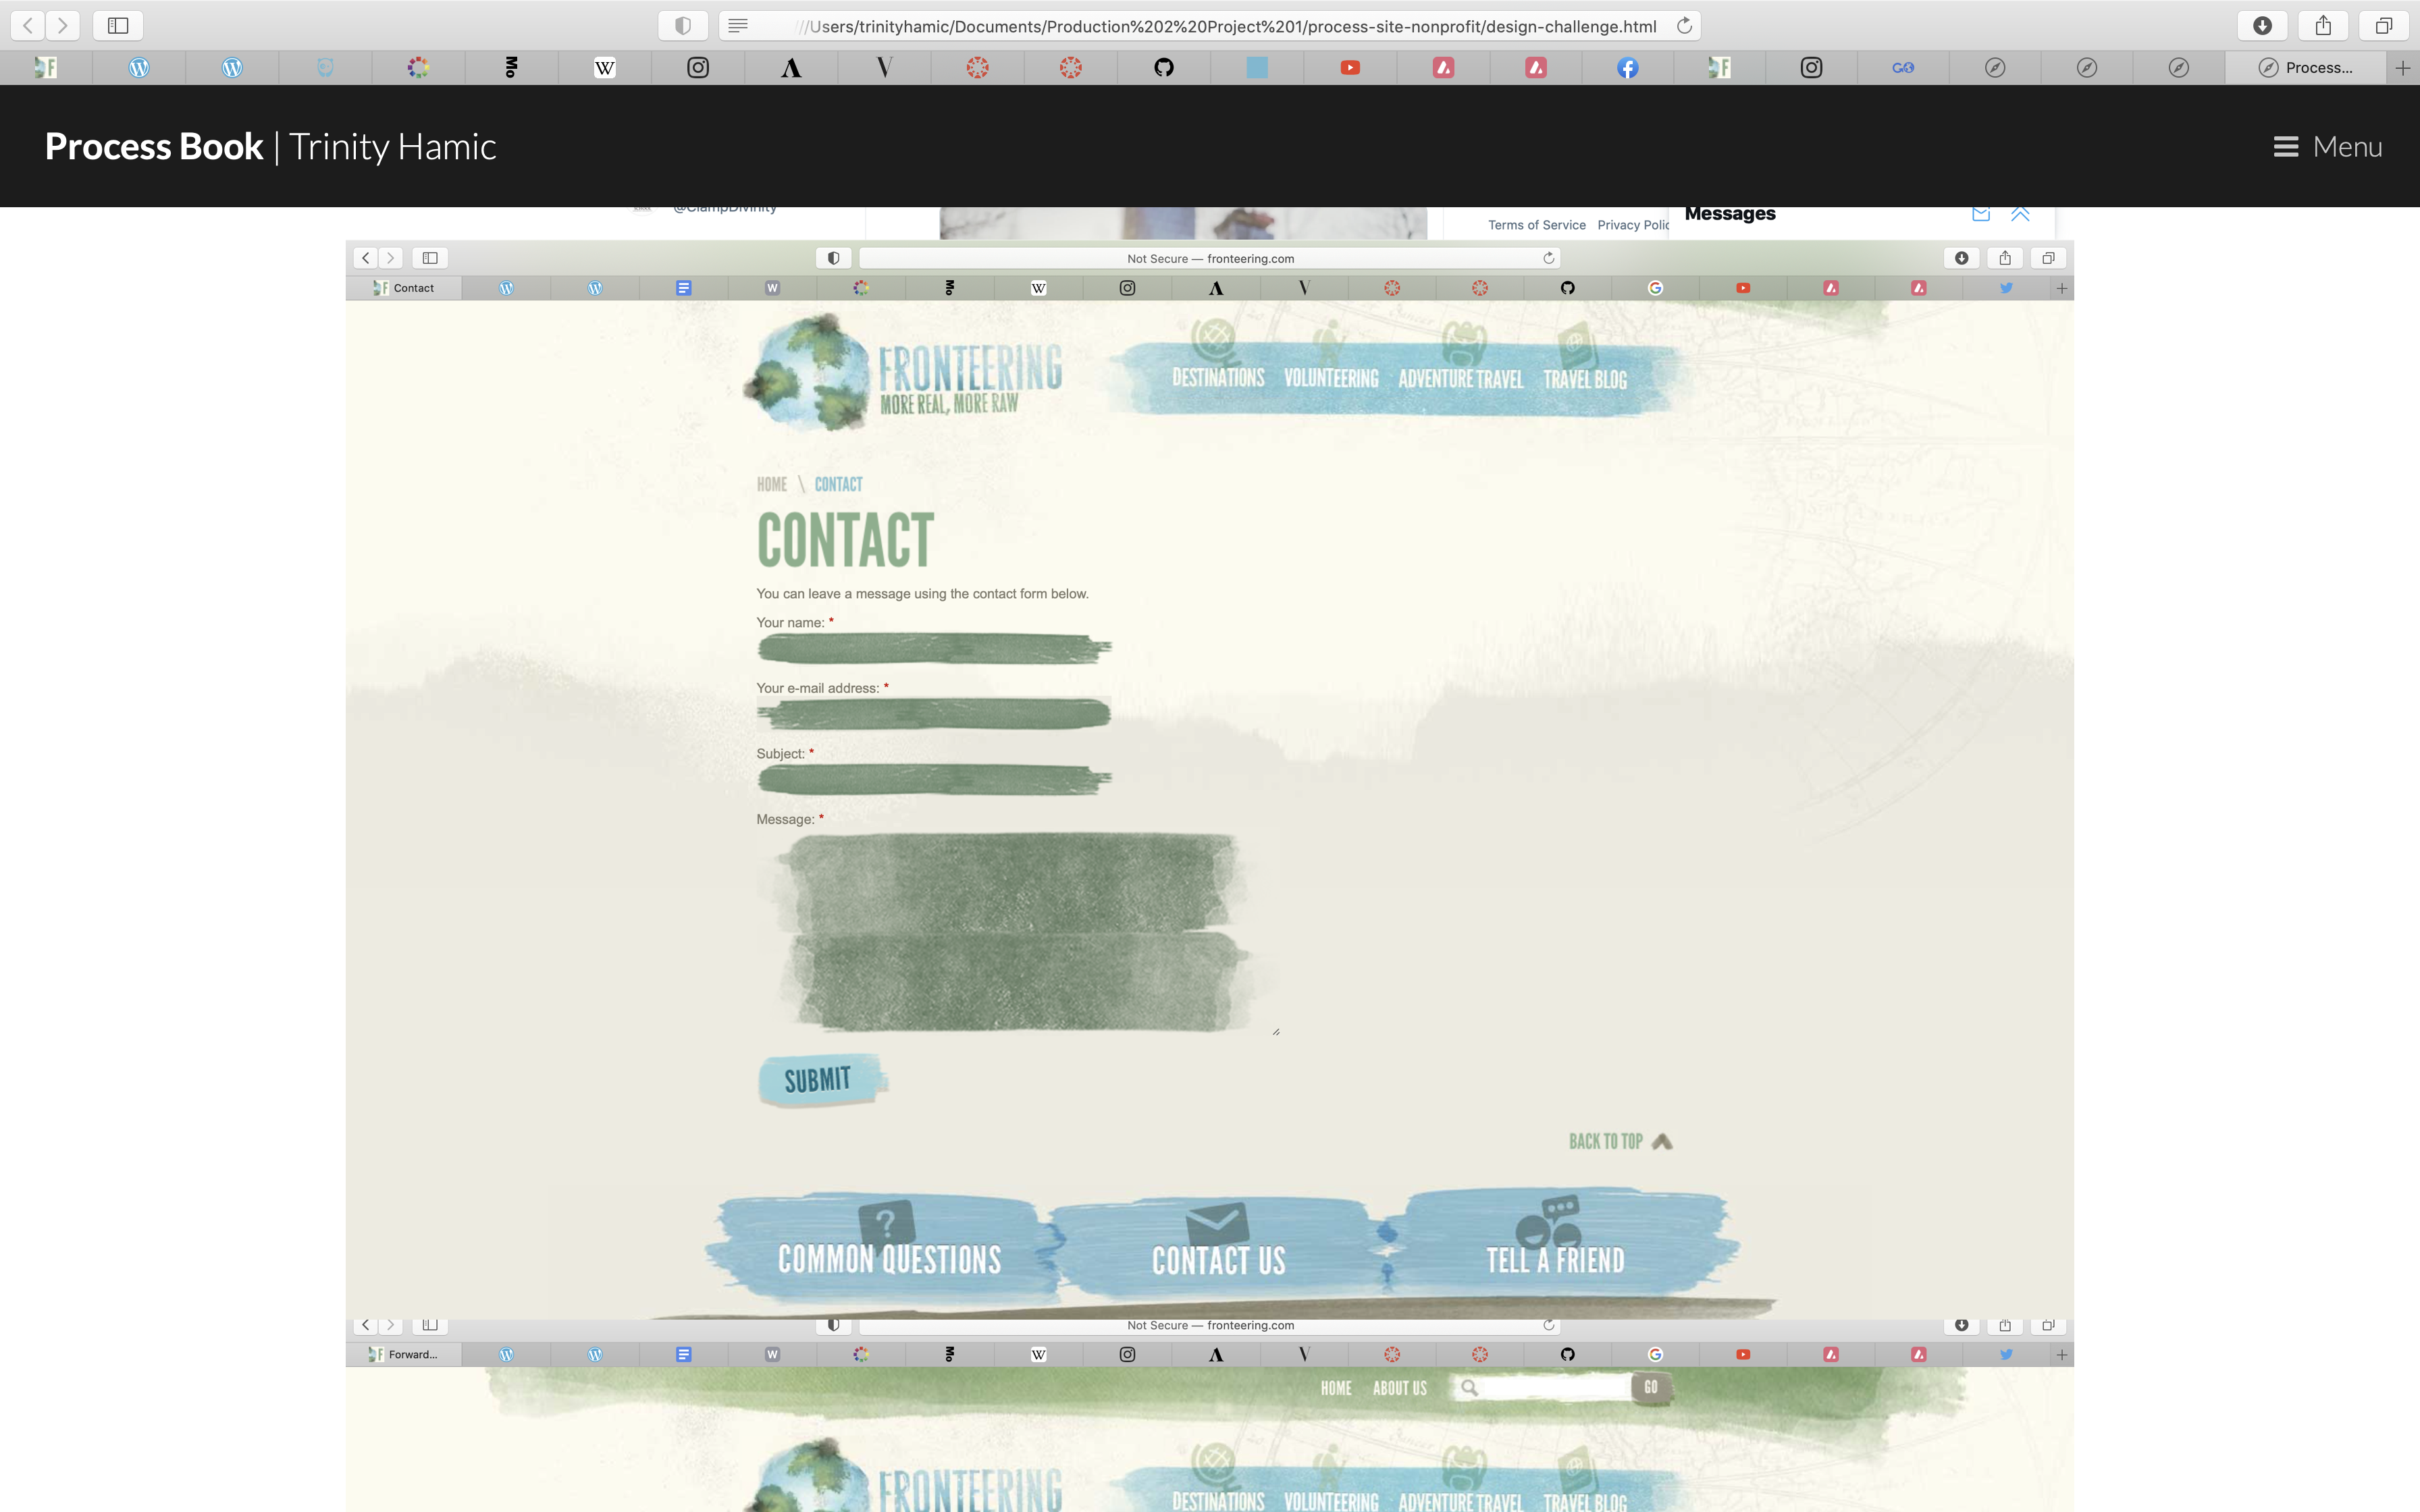 ///Users/trinityhamic/Documents/Production%202%20Project%201/process-site-nonprofit/design-challenge.html
F Mo W Process...
Process Book | Trinity Hamic
Menu
@ClampDivinity
Terms of Service Privacy Polic
Messages
Not Secure — fronteering.com
F Contact W Mo W G
FRONTEERING
MORE REAL, MORE RAW
DESTINATIONS VOLUNTEERING ADVENTURE TRAVEL TRAVEL BLOG
HOME \ CONTACT
CONTACT
You can leave a message using the contact form below.
Your name: *
Your e-mail address: *
Subject: *
Message: *
SUBMIT
BACK TO TOP
COMMON QUESTIONS
CONTACT US
TELL A FRIEND
Not Secure — fronteering.com
F Forward... W Mo W G
HOME ABOUT US GO
FRONTEERING
DESTINATIONS VOLUNTEERING ADVENTURE TRAVEL TRAVEL BLOG